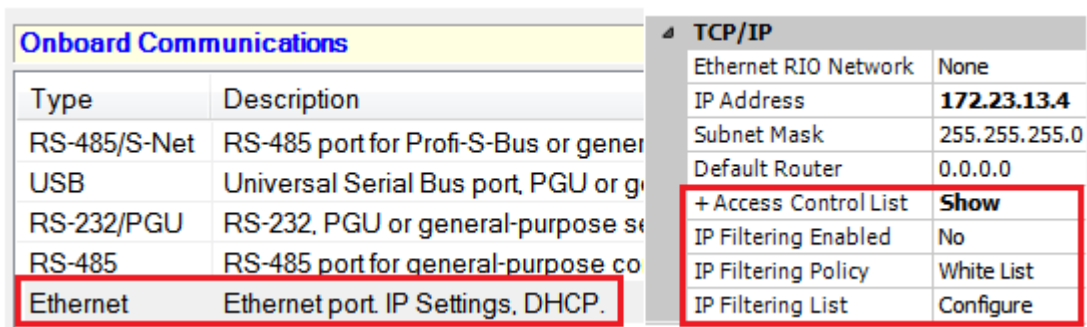 Onboard Communications
Type Description
RS-485/S-Net RS-485 port for Profi-S-Bus or gener
USB Universal Serial Bus port, PGU or g
RS-232/PGU RS-232, PGU or general-purpose se
RS-485 RS-485 port for general-purpose co
Ethernet Ethernet port. IP Settings, DHCP.
TCP/IP
Ethernet RIO Network None
IP Address 172.23.13.4
Subnet Mask 255.255.255.0
Default Router 0.0.0.0
+Access Control List Show
IP Filtering Enabled No
IP Filtering Policy White List
IP Filtering List Configure